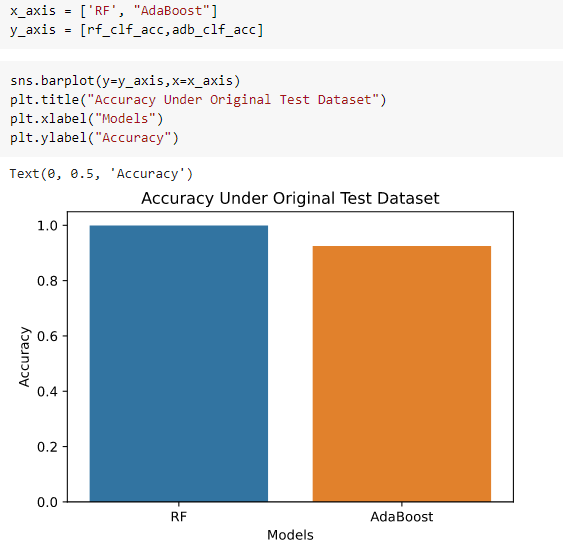 x_axis = ['RF', "AdaBoost"]
y_axis = [rf_clf_acc,adb_clf_acc]
sns.barplot(y=y_axis,x=x_axis)
plt.title("Accuracy Under Original Test Dataset")
plt.xlabel("Models")
plt.ylabel("Accuracy")
Text(0, 0.5, 'Accuracy')
Accuracy Under Original Test Dataset
1.0
0.8
0.6
0.4
0.2
0.0
Accuracy
RF AdaBoost
Models